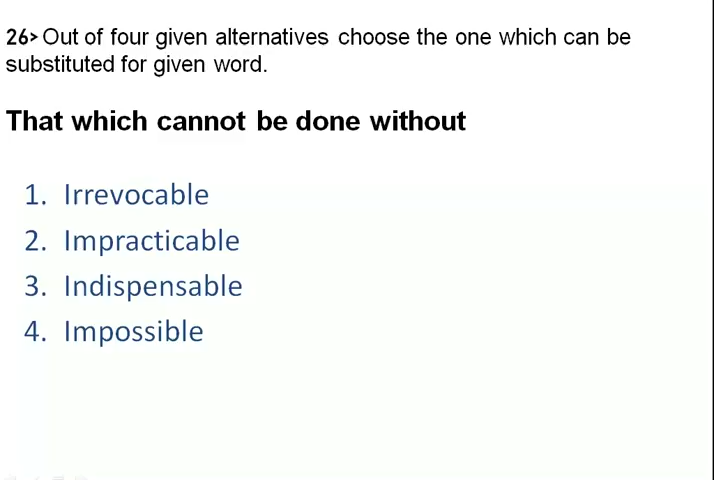 26> Out of four given alternatives choose the one which can be
substituted for given word.
That which cannot be done without
1. Irrevocable
2. Impracticable
3. Indispensable
4. Impossible